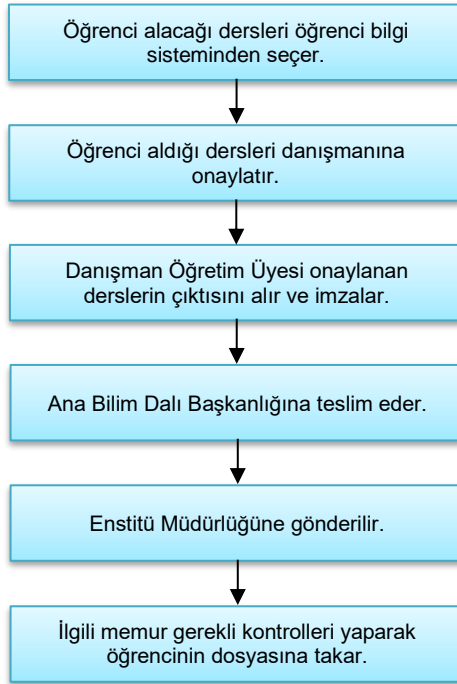 Öğrenci alacağı dersleri öğrenci bilgi
sisteminden seçer.
Öğrenci aldığı dersleri danışmanına
onaylatır.
Danışman Öğretim Üyesi onaylanan
derslerin çıktısını alır ve imzalar.
Ana Bilim Dalı Başkanlığına teslim eder.
Enstitü Müdürlüğüne gönderilir.
İlgili memur gerekli kontrolleri yaparak
öğrencinin dosyasına takar.